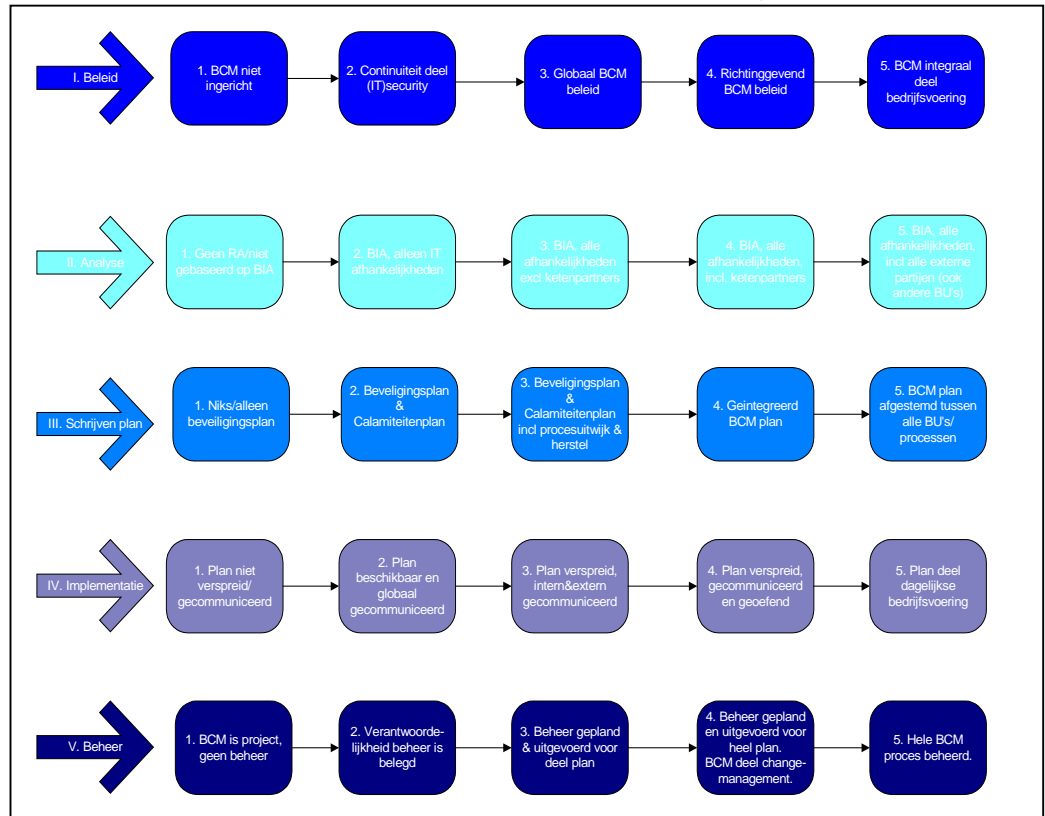 I. Beleid
1. BCM niet
ingericht
2. Continuiteit deel
(IT)security
3. Globaal BCM
beleid
4. Richtinggevend
BCM beleid
5. BCM integraal
deel
bedrijfsvoering
II. Analyse
1. Geen RA/niet
gebaseerd op BIA
2. BIA, alleen IT
afhankelijkheden
3. BIA, alle
afhankelijkheden
excl ketenpartners
4. BIA, alle
afhankelijkheden,
incl. ketenpartners
5. BIA, alle
afhankelijkheden,
incl alle externe
partijen (ook
andere BU's)
III. Schrijven plan
1. Niks/alleen
beveiligingsplan
2. Beveligingsplan
&
Calamiteitenplan
3. Beveligingsplan
&
Calamiteitenplan
incl procesuitwijk &
herstel
4. Geintegreerd
BCM plan
5. BCM plan
afgestemd tussen
alle BU's/
processen
IV. Implementatie
1. Plan niet
verspreid/
gecommuniceerd
2. Plan
beschikbaar en
globaal
gecommuniceerd
3. Plan verspreid,
intern&extern
gecommuniceerd
4. Plan verspreid,
gecommuniceerd
en geoefend
5. Plan deel
dagelijkse
bedrijfsvoering
V. Beheer
1. BCM is project,
geen beheer
2. Verantwoorde-
lijkheid beheer is
belegd
3. Beheer gepland
& uitgevoerd voor
deel plan
4. Beheer gepland
en uitgevoerd voor
heel plan.
BCM deel change-
management.
5. Hele BCM
proces beheerd.